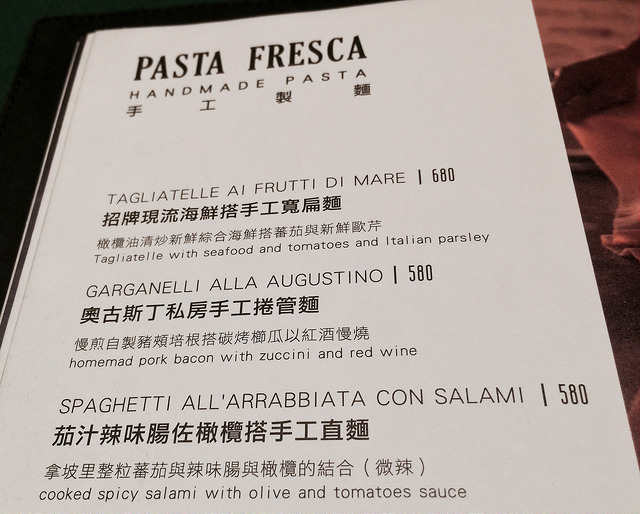 PASTA FRESCA
HANDMADE PASTA
手工製麵
TAGLIATELLE AI FRUTTI DI MARE | 680
招牌現流海鮮搭手工寬扁麵
橄欖油清炒新鮮綜合海鮮搭蕃茄與新鮮歐芹
Tagliatelle with seafood and tomatoes and Italian parsley
GARGANELLI ALLA AUGUSTINO | 580
奧古斯丁私房手工捲管麵
慢煎自製豬頰培根搭碳烤櫛瓜以紅酒慢燒
homemad pork bacon with zuccini and red wine
SPAGHETTI ALL'ARRABBIATA CON SALAMI | 580
茄汁辣味腸佐橄欖搭手工直麵
拿坡里整粒蕃茄與辣味腸與橄欖的結合（微辣）
cooked spicy salami with olive and tomatoes sauce